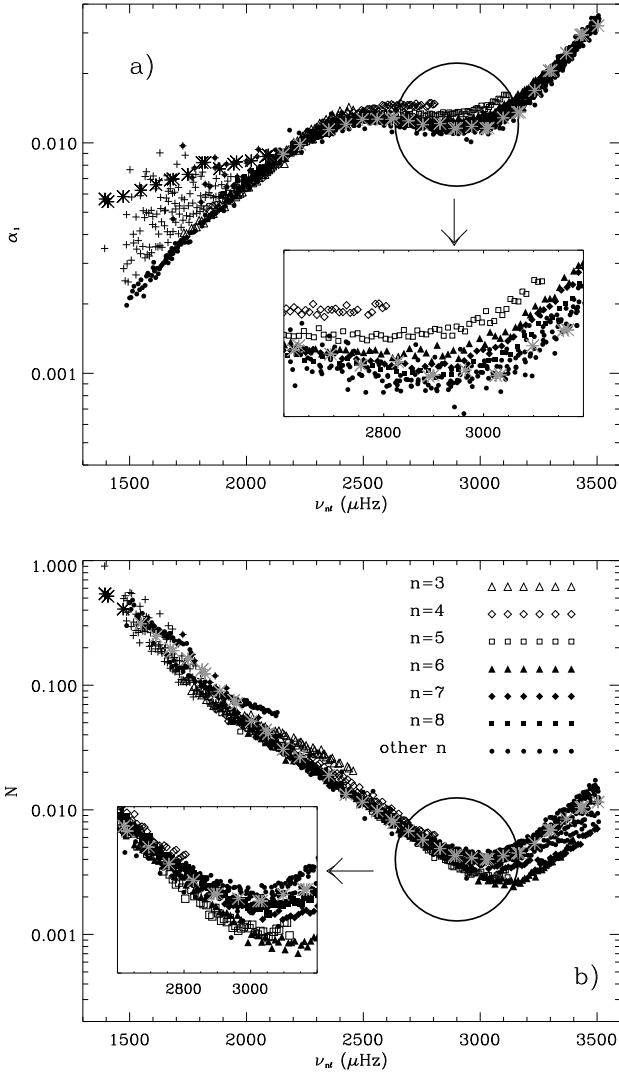 a)
0.010
0.001
α₁
2800 3000
1500 2000 2500 3000 3500
ν_nℓ (μHz)
1.000
0.100
0.010
0.001
N
n=3
n=4
n=5
n=6
n=7
n=8
other n
2800 3000
b)
1500 2000 2500 3000 3500
ν_nℓ (μHz)